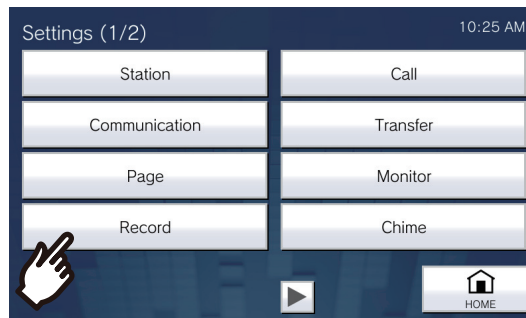 Settings (1/2)
10:25 AM
Station
Call
Communication
Transfer
Page
Monitor
Record
Chime
HOME